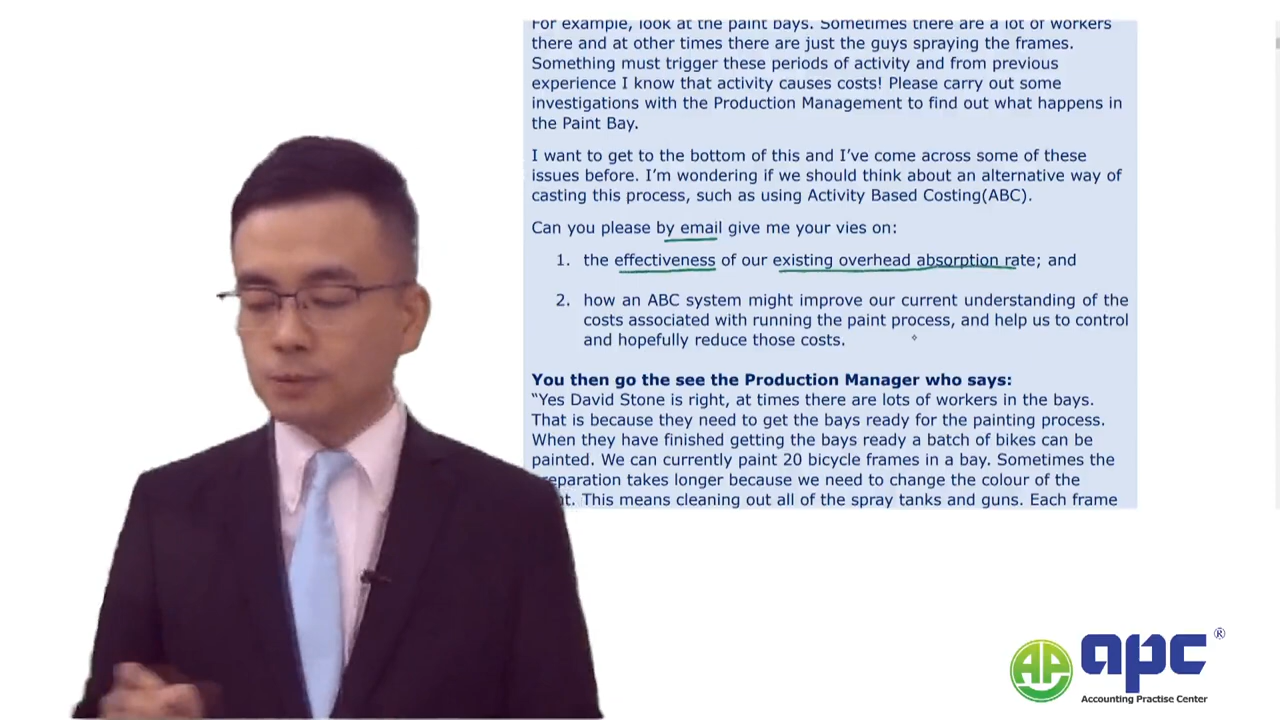 For example, look at the paint bays. Sometimes there are a lot of workers
there and at other times there are just the guys spraying the frames.
Something must trigger these periods of activity and from previous
experience I know that activity causes costs! Please carry out some
investigations with the Production Management to find out what happens in
the Paint Bay.
I want to get to the bottom of this and I've come across some of these
issues before. I'm wondering if we should think about an alternative way of
casting this process, such as using Activity Based Costing(ABC).
Can you please by email give me your vies on:
1. the effectiveness of our existing overhead absorption rate; and
2. how an ABC system might improve our current understanding of the
costs associated with running the paint process, and help us to control
and hopefully reduce those costs.
You then go the see the Production Manager who says:
"Yes David Stone is right, at times there are lots of workers in the bays.
That is because they need to get the bays ready for the painting process.
When they have finished getting the bays ready a batch of bikes can be
painted. We can currently paint 20 bicycle frames in a bay. Sometimes the
longer because we need to change the colour of the
This means cleaning out all of the spray tanks and guns. Each frame
AP apc ®
Accounting Practise Center